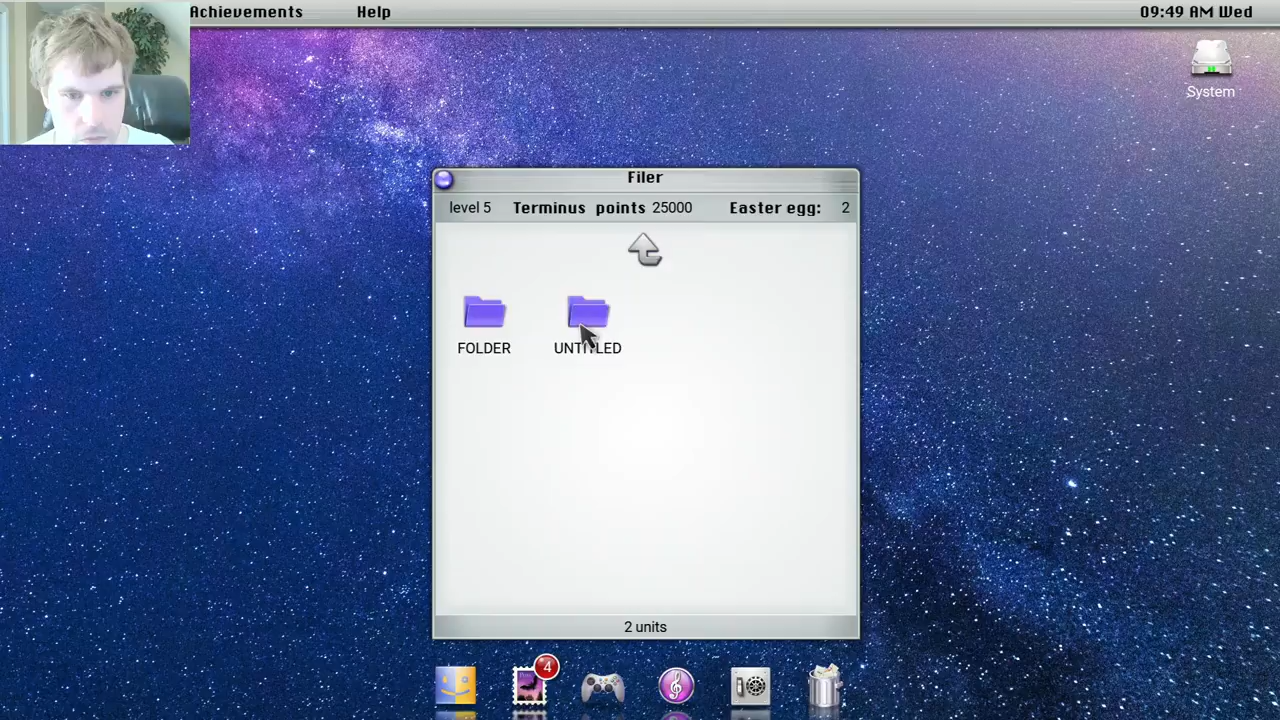 Achievements Help 09:49 AM Wed
System
Filer
level 5 Terminus points 25000 Easter egg: 2
FOLDER UNTITLED
4
2 units